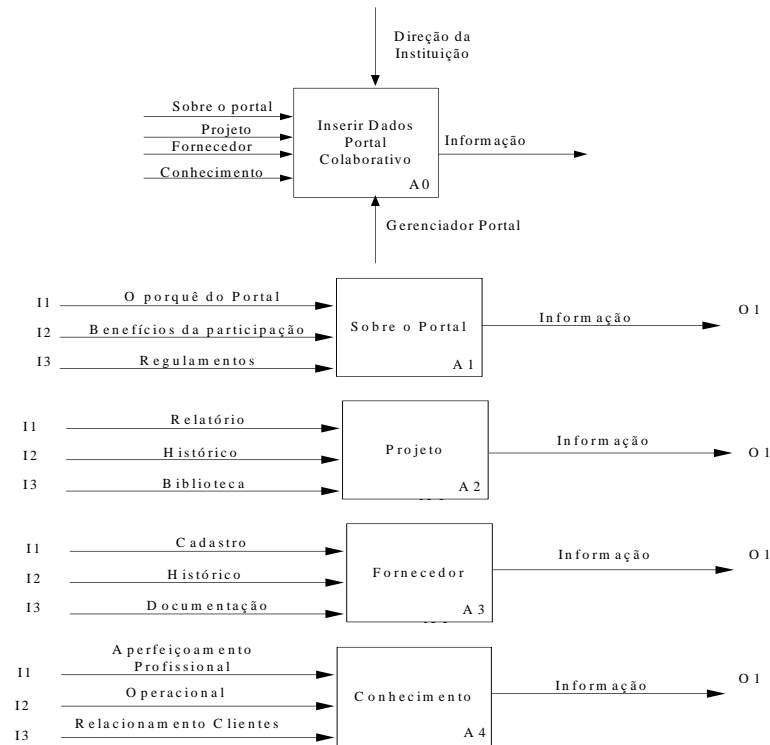 Direção da
Instituição
Sobre o portal
Projeto
Fornecedor
Conhecimento
Inserir Dados
Portal
Colaborativo
A0
Informação
Gerenciador Portal
I1
O porquê do Portal
I2
Benefícios da participação
I3
Regulamentos
Sobre o Portal
A1
Informação
O1
I1
Relatório
I2
Histórico
I3
Biblioteca
Projeto
A2
Informação
O1
I1
Cadastro
I2
Histórico
I3
Documentação
Fornecedor
A3
Informação
O1
I1
Aperfeiçoamento
Profissional
I2
Operacional
I3
Relacionamento Clientes
Conhecimento
A4
Informação
O1